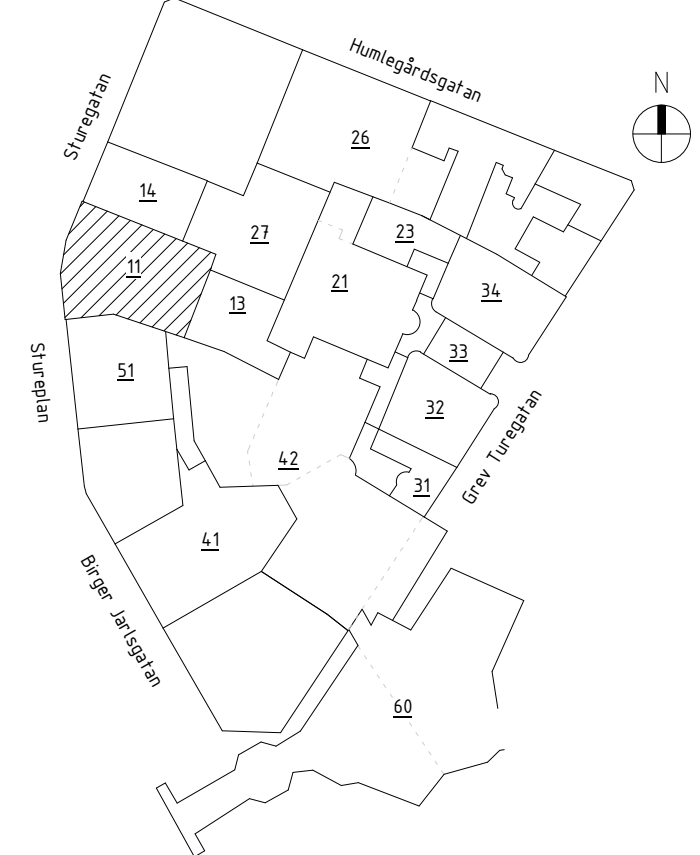 Humlegårdsgatan
N
Sturegatan
26
14
27
23
11
21
34
13
33
Stureplan
51
32
Grev Turegatan
42
31
41
Birger Jarlsgatan
60